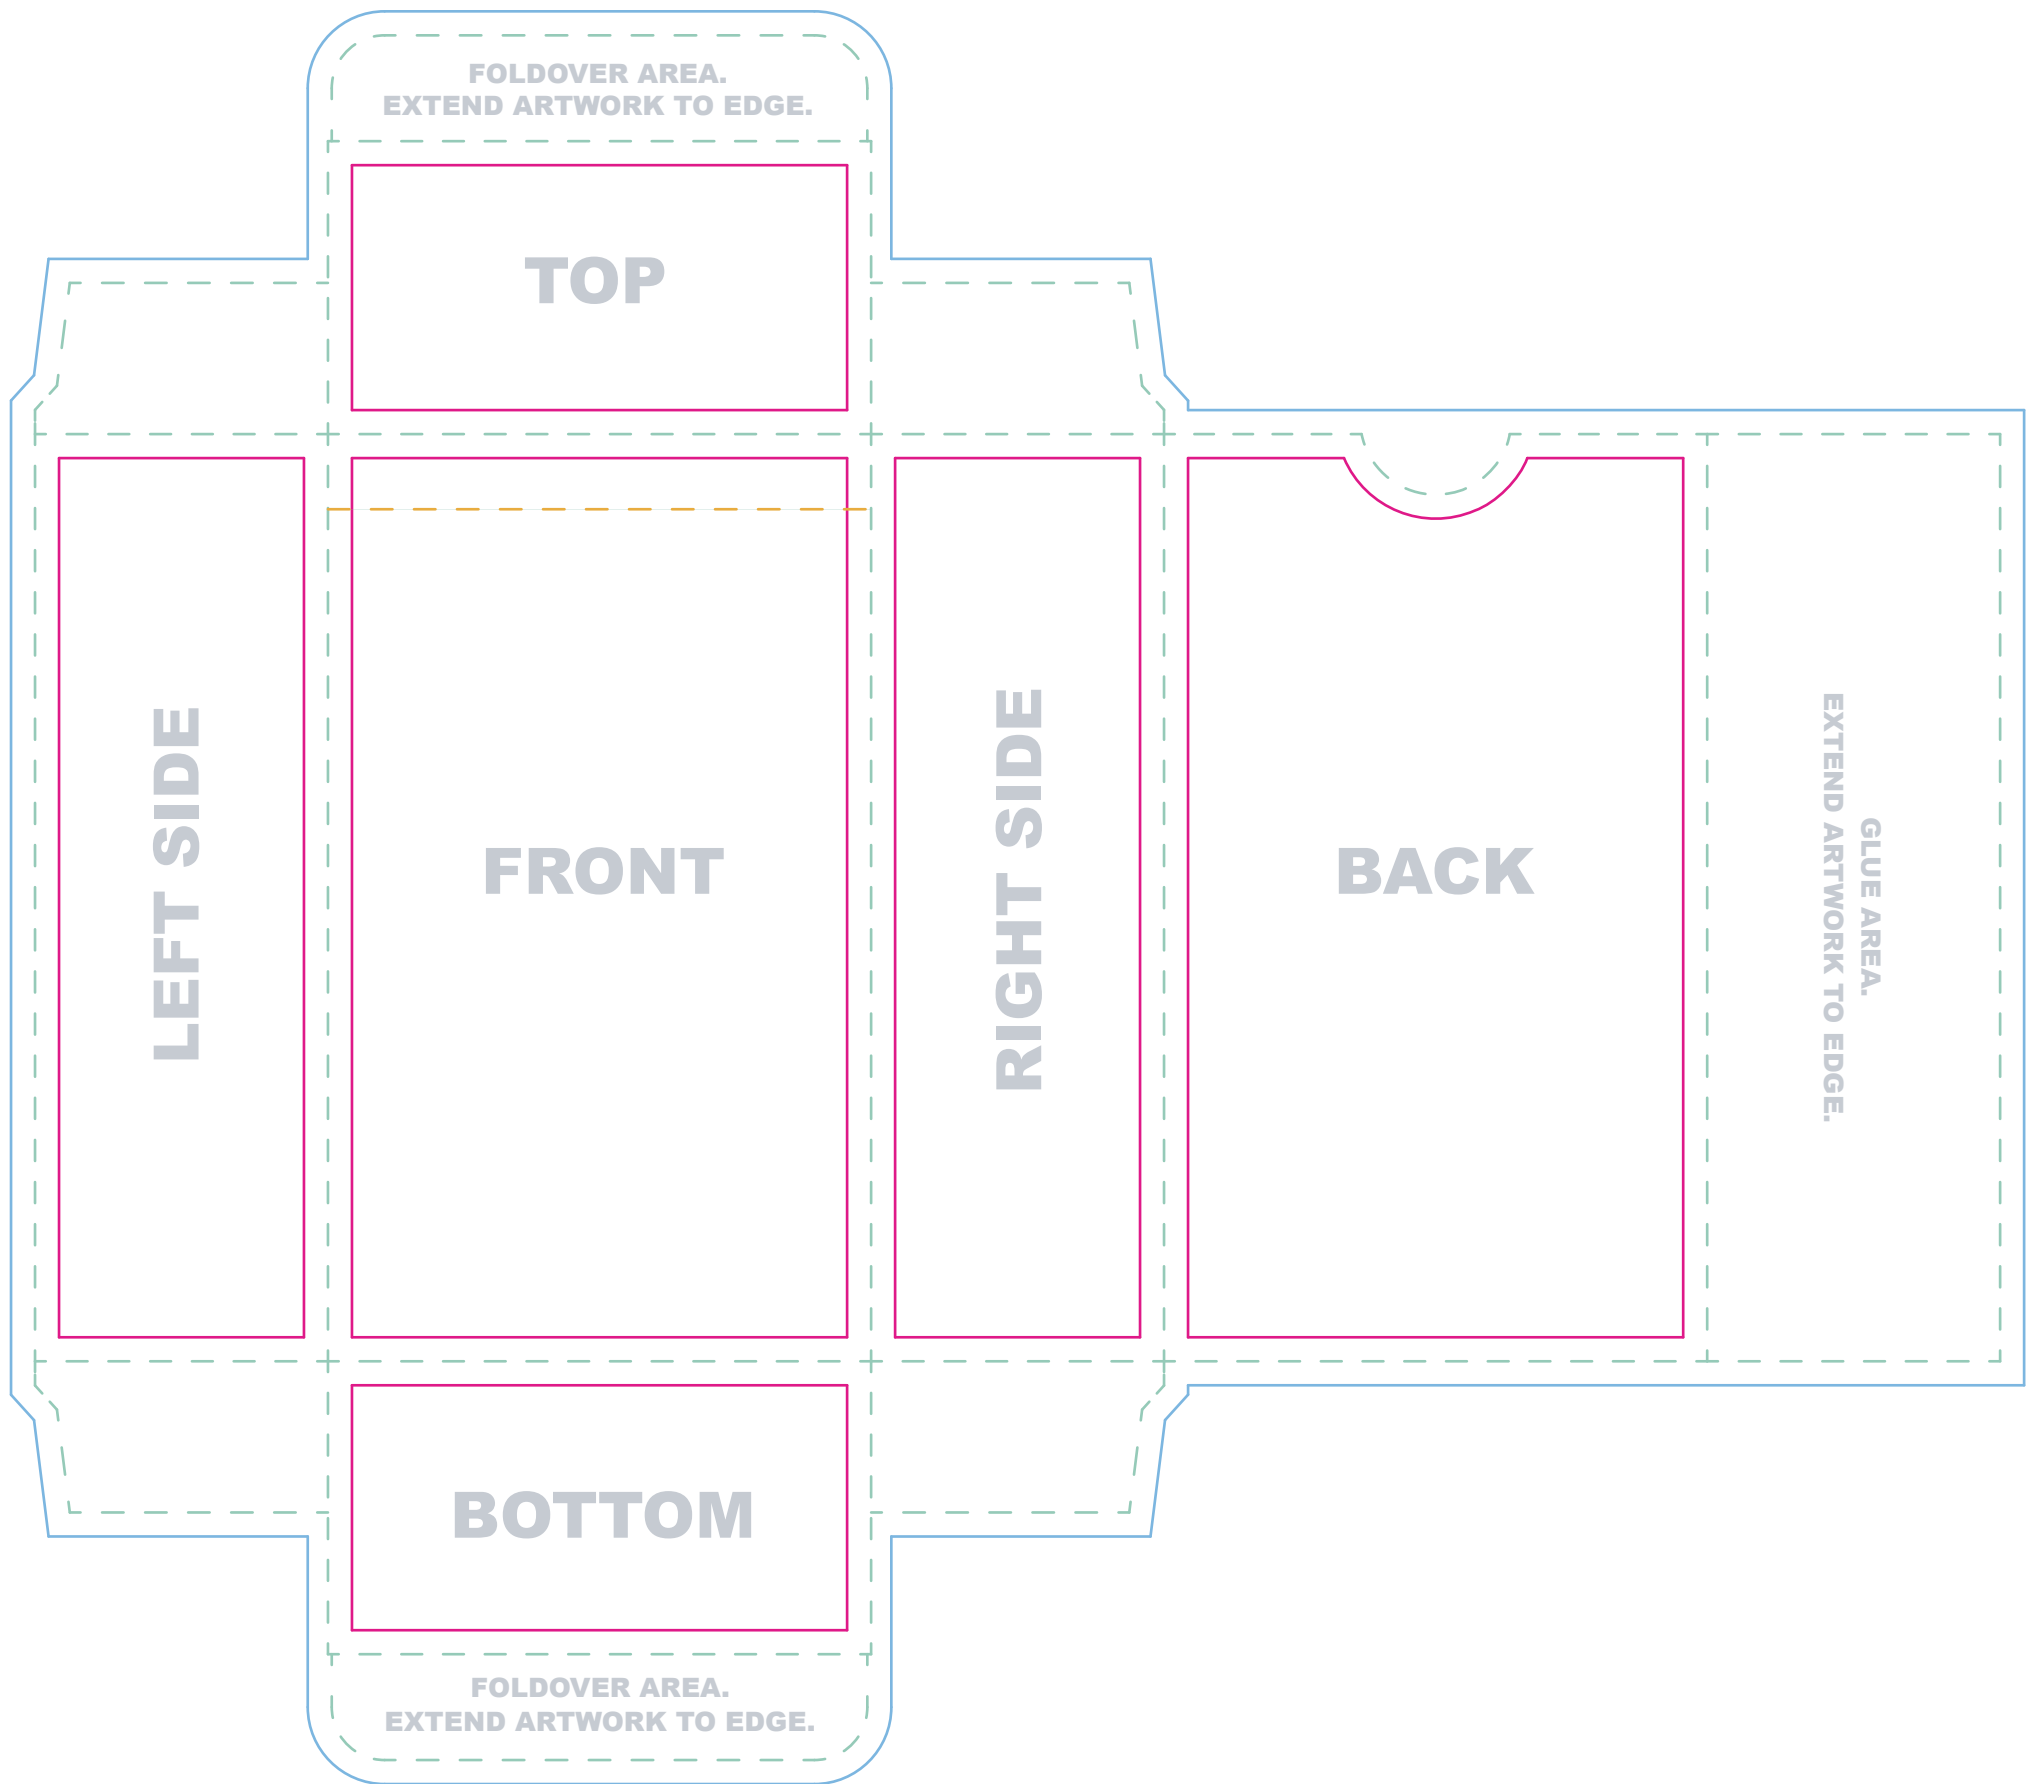 FOLDOVER AREA.
EXTEND ARTWORK TO EDGE.
TOP
LEFT SIDE
FRONT
RIGHT SIDE
BACK
GLUE AREA.
EXTEND ARTWORK TO EDGE.
BOTTOM
FOLDOVER AREA.
EXTEND ARTWORK TO EDGE.